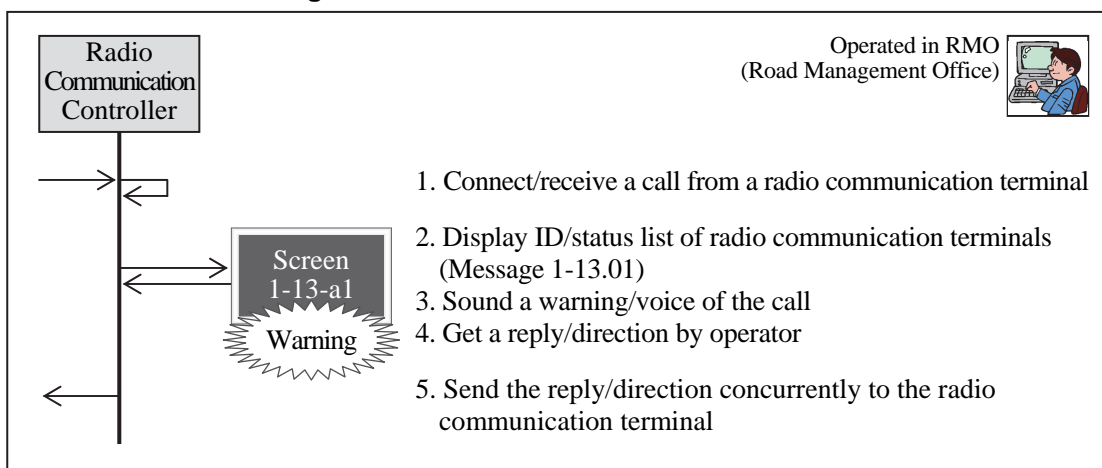 Radio
Communication
Controller
Operated in RMO
(Road Management Office)
1. Connect/receive a call from a radio communication terminal
2. Display ID/status list of radio communication terminals
(Message 1-13.01)
3. Sound a warning/voice of the call
4. Get a reply/direction by operator
Screen
1-13-a1
Warning
5. Send the reply/direction concurrently to the radio
communication terminal